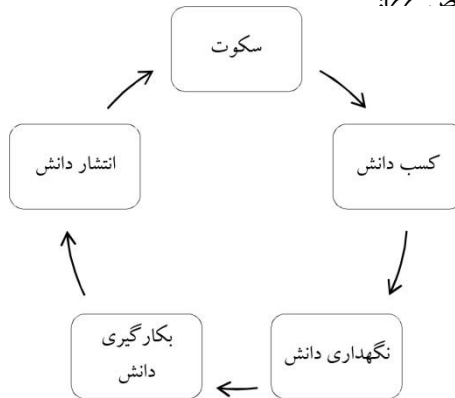 سکوت
کسب دانش
نگهداری دانش
بکارگیری
دانش
انتشار دانش